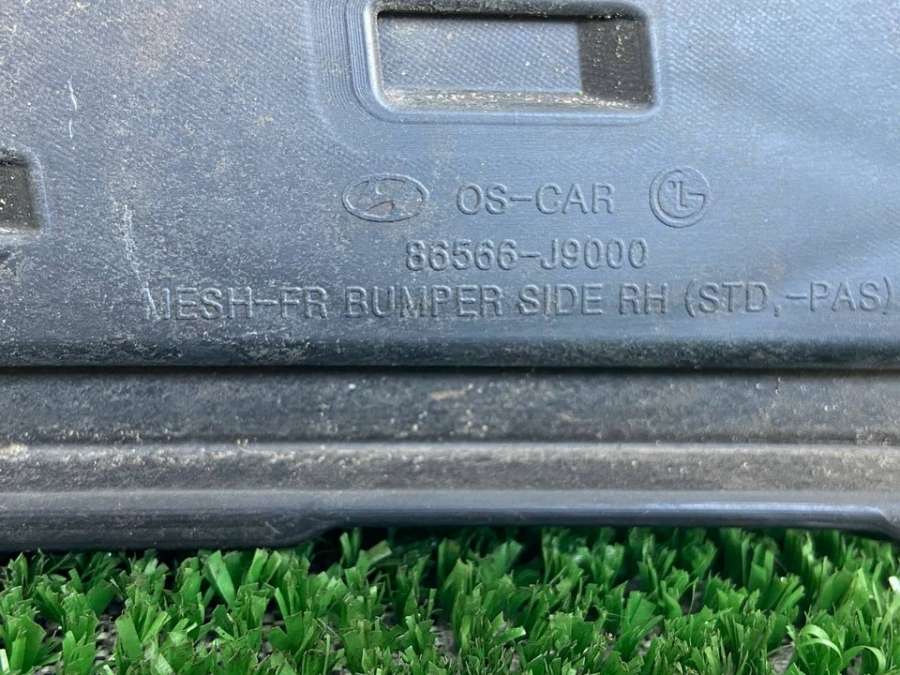 OS-CAR
86566-J9000
MESH-FR BUMPER SIDE RH (STD,-PAS)